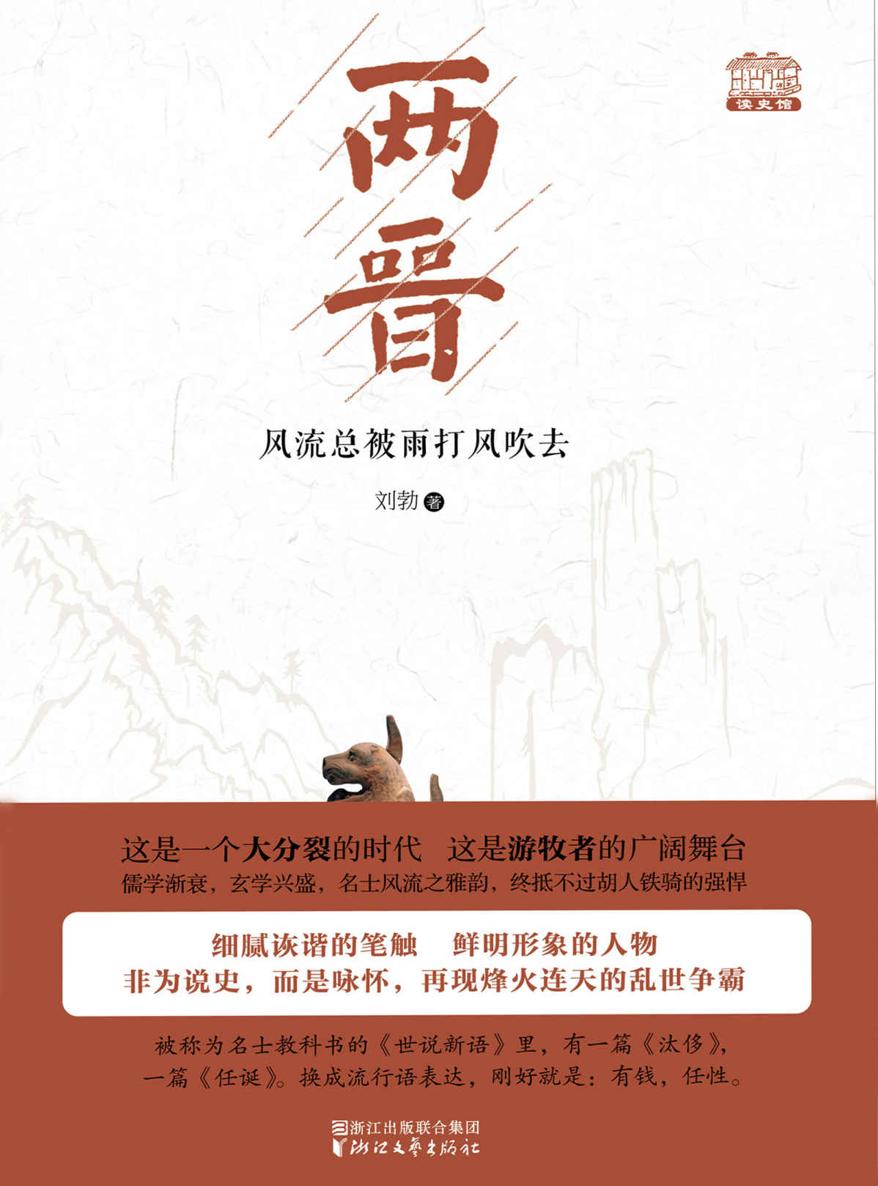 两晋
读史馆
风流总被雨打风吹去
刘勃 著
这是一个大分裂的时代 这是游牧者的广阔舞台
儒学渐衰，玄学兴盛，名士风流之雅韵，终抵不过胡人铁骑的强悍
细腻诙谐的笔触 鲜明形象的人物
非为说史，而是咏怀，再现烽火连天的乱世争霸
被称为名士教科书的《世说新语》里，有一篇《汰侈》，
一篇《任诞》。换成流行语表达，刚好就是：有钱，任性。
浙江出版联合集团
浙江文艺出版社